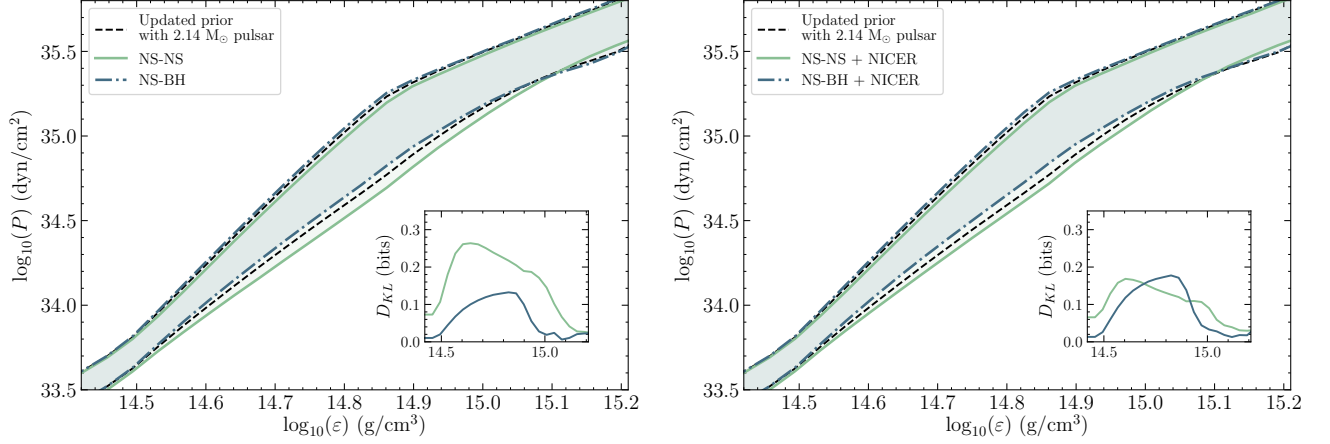 Updated prior
with 2.14 M⊙ pulsar
NS-NS
NS-BH
log₁₀(P) (dyn/cm²)
35.5
35.0
34.5
34.0
33.5
D_KL (bits)
0.3
0.2
0.1
0.0
14.5 15.0
14.5 14.6 14.7 14.8 14.9 15.0 15.1 15.2
log₁₀(ε) (g/cm³)
Updated prior
with 2.14 M⊙ pulsar
NS-NS + NICER
NS-BH + NICER
log₁₀(P) (dyn/cm²)
35.5
35.0
34.5
34.0
33.5
D_KL (bits)
0.3
0.2
0.1
0.0
14.5 15.0
14.5 14.6 14.7 14.8 14.9 15.0 15.1 15.2
log₁₀(ε) (g/cm³)